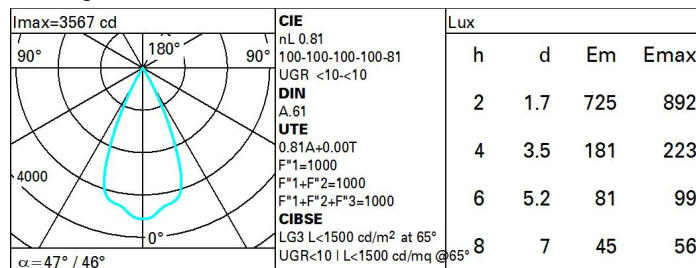 Imax=3567 cd
90° 180° 90°
4000
0°
α=47° / 46°
CIE
nL 0.81
100-100-100-100-81
UGR <10-<10
DIN
A.61
UTE
0.81A+0.00T
F"1=1000
F"1+F"2=1000
F"1+F"2+F"3=1000
CIBSE
LG3 L<1500 cd/m² at 65°
UGR<10 | L<1500 cd/mq @65°
Lux
h d Em Emax
2 1.7 725 892
4 3.5 181 223
6 5.2 81 99
8 7 45 56